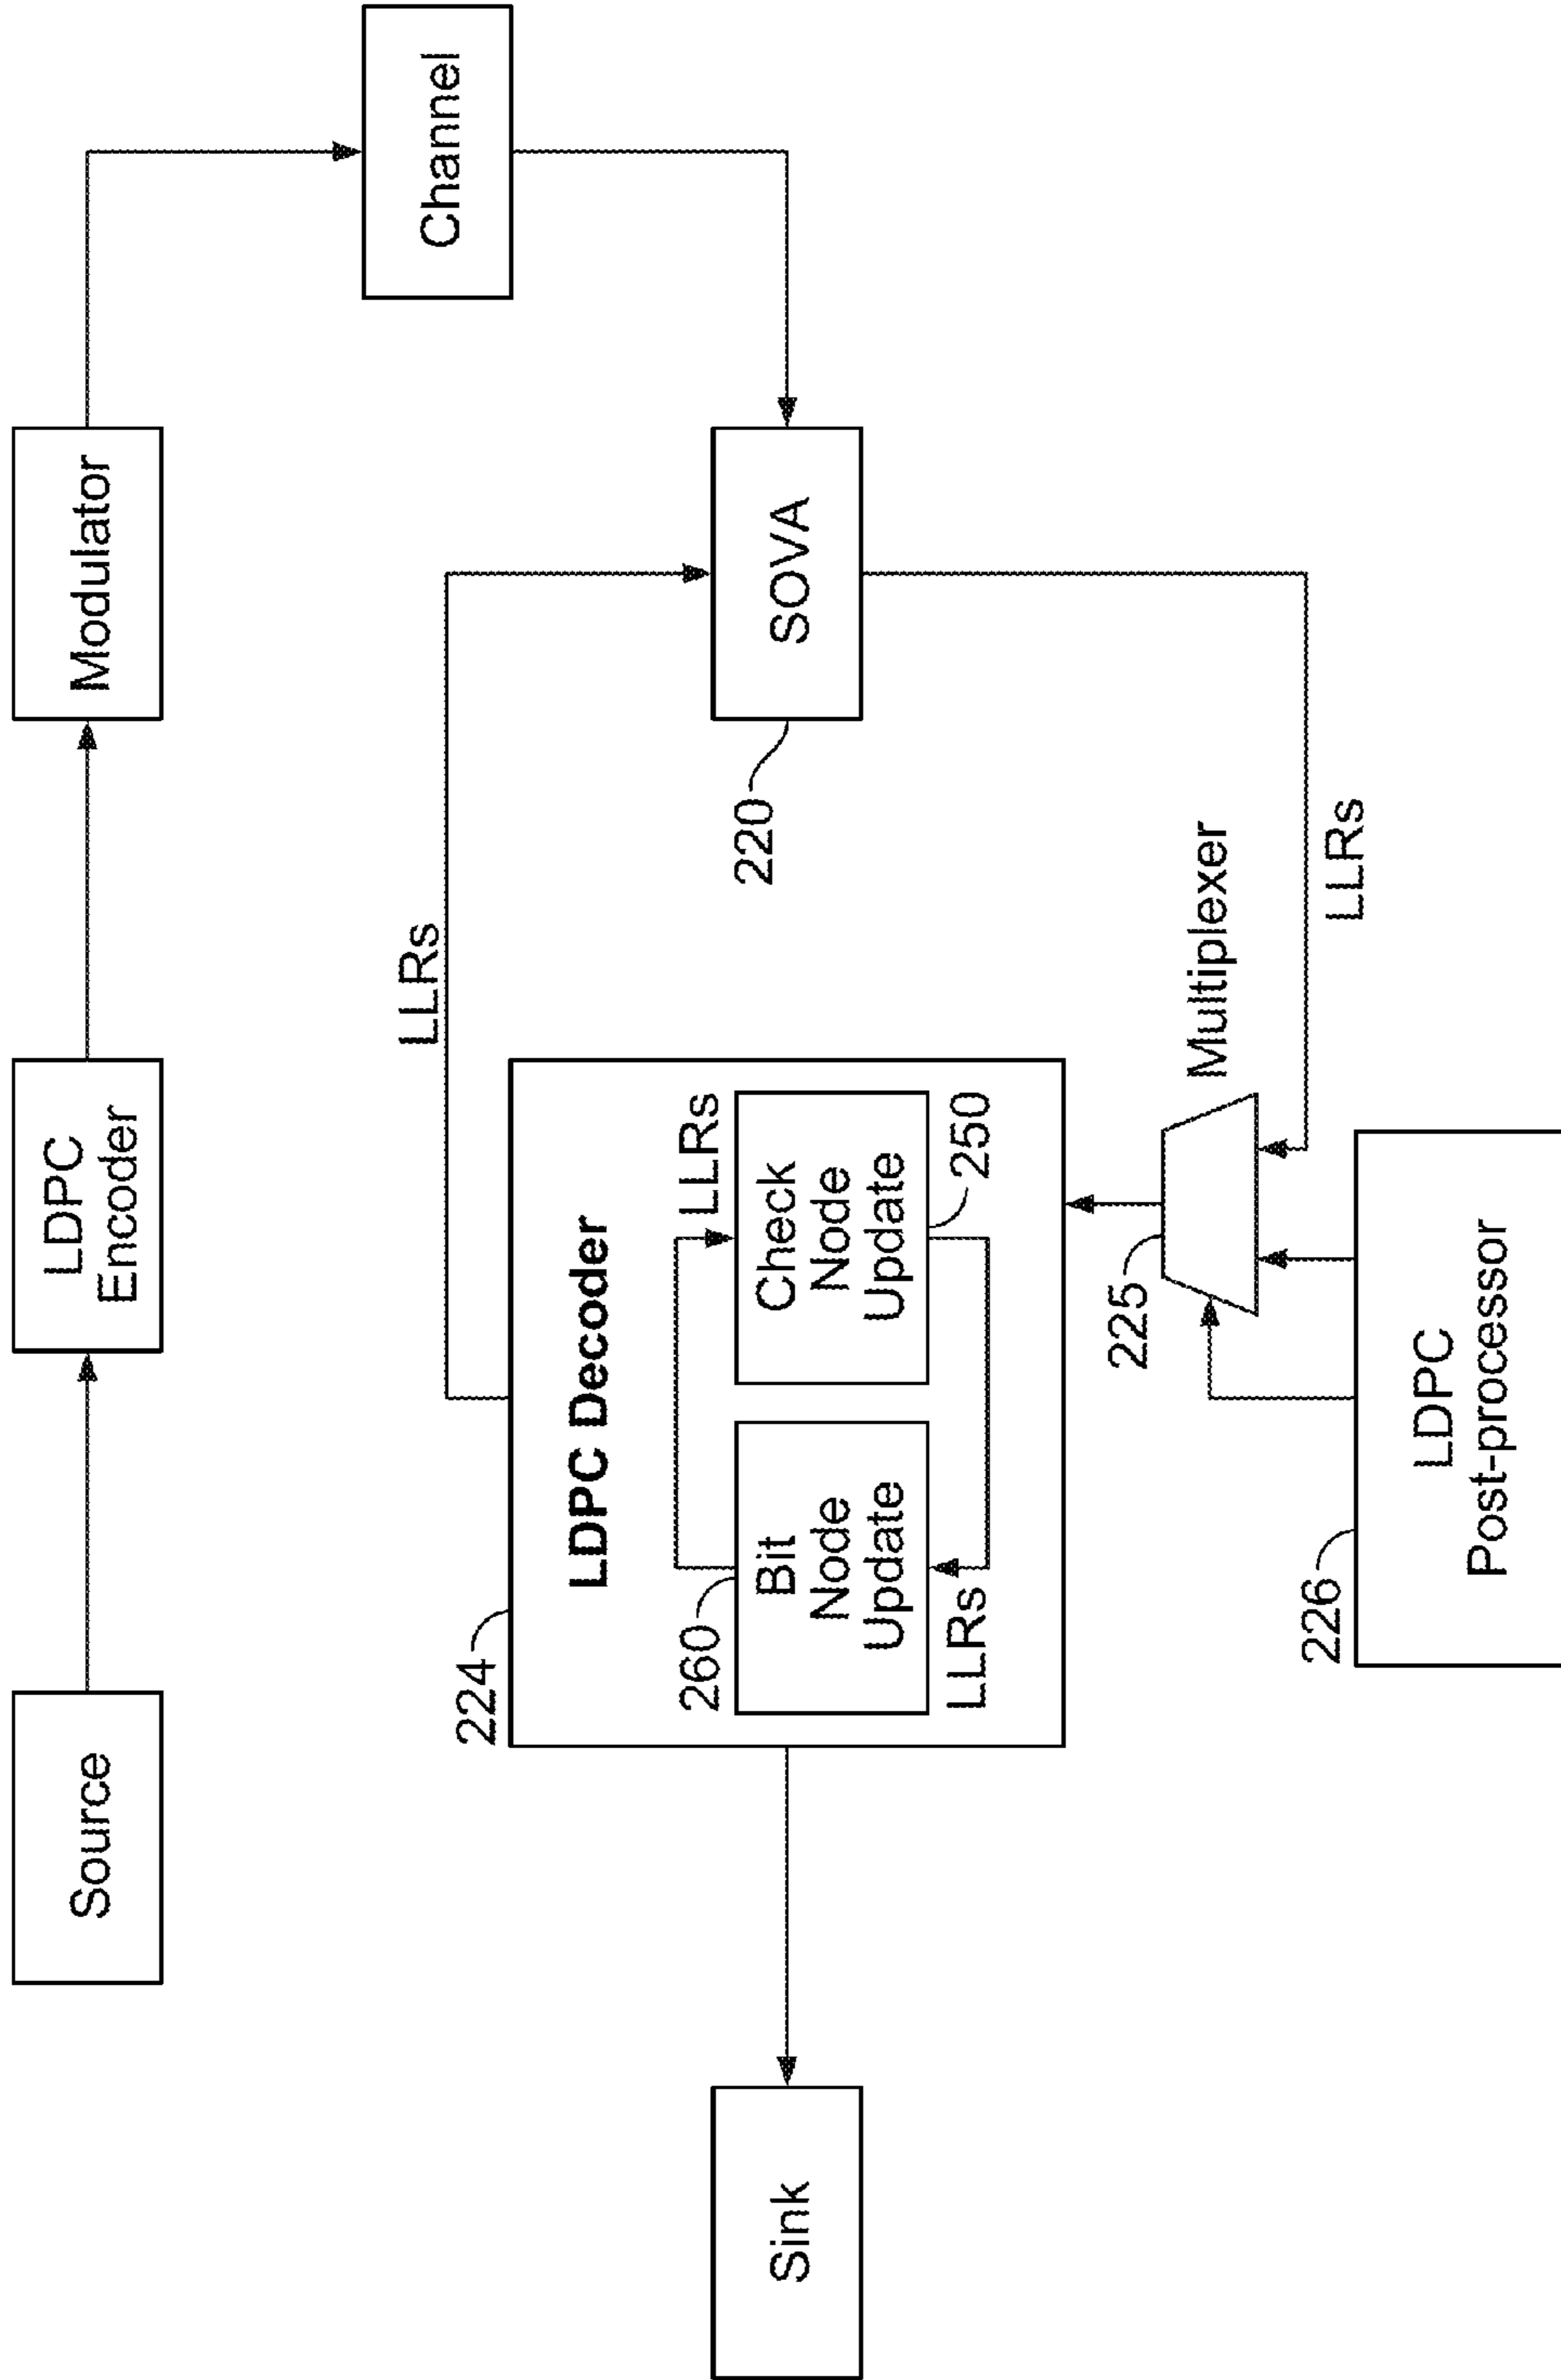 Source
LDPC
Encoder
Modulator
Channel
LLRs
224
LDPC Decoder
260
LLRs
Bit
Node
Update
Check
Node
Update
LLRs
250
SOVA
220
Sink
225
Multiplexer
LLRs
226
LDPC
Post-processor